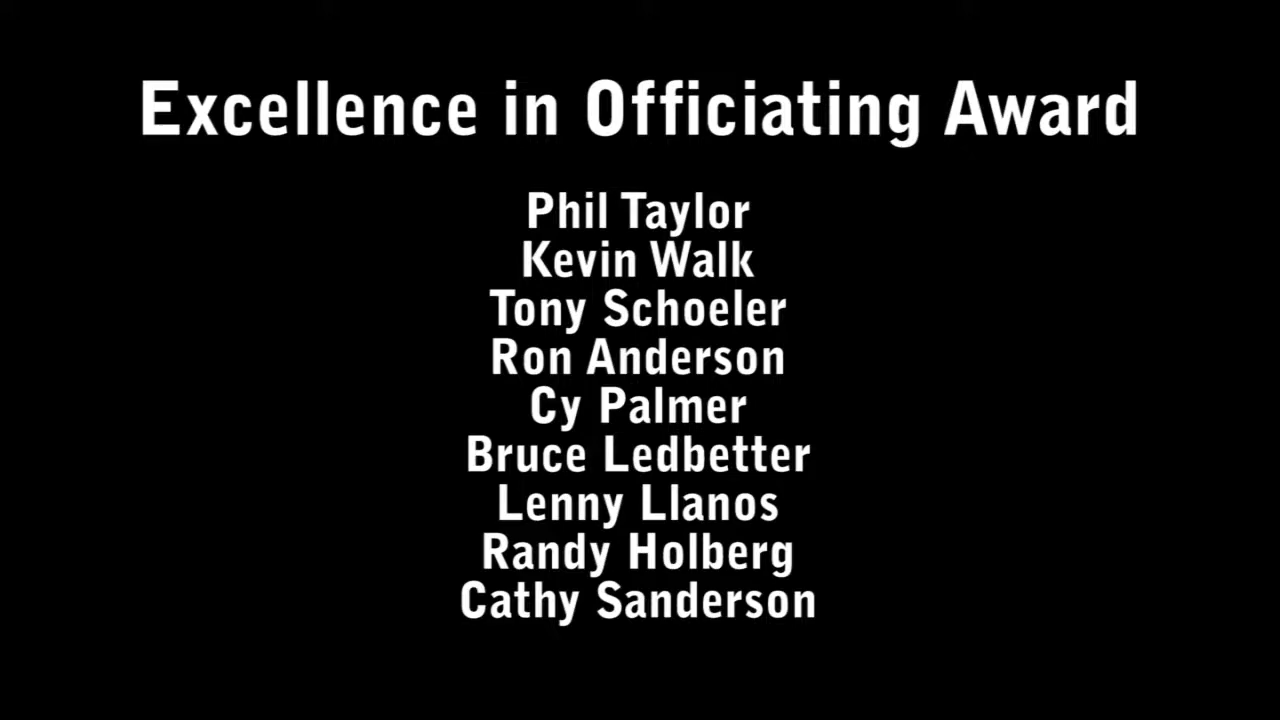 Excellence in Officiating Award
Phil Taylor
Kevin Walk
Tony Schoeler
Ron Anderson
Cy Palmer
Bruce Ledbetter
Lenny Llanos
Randy Holberg
Cathy Sanderson